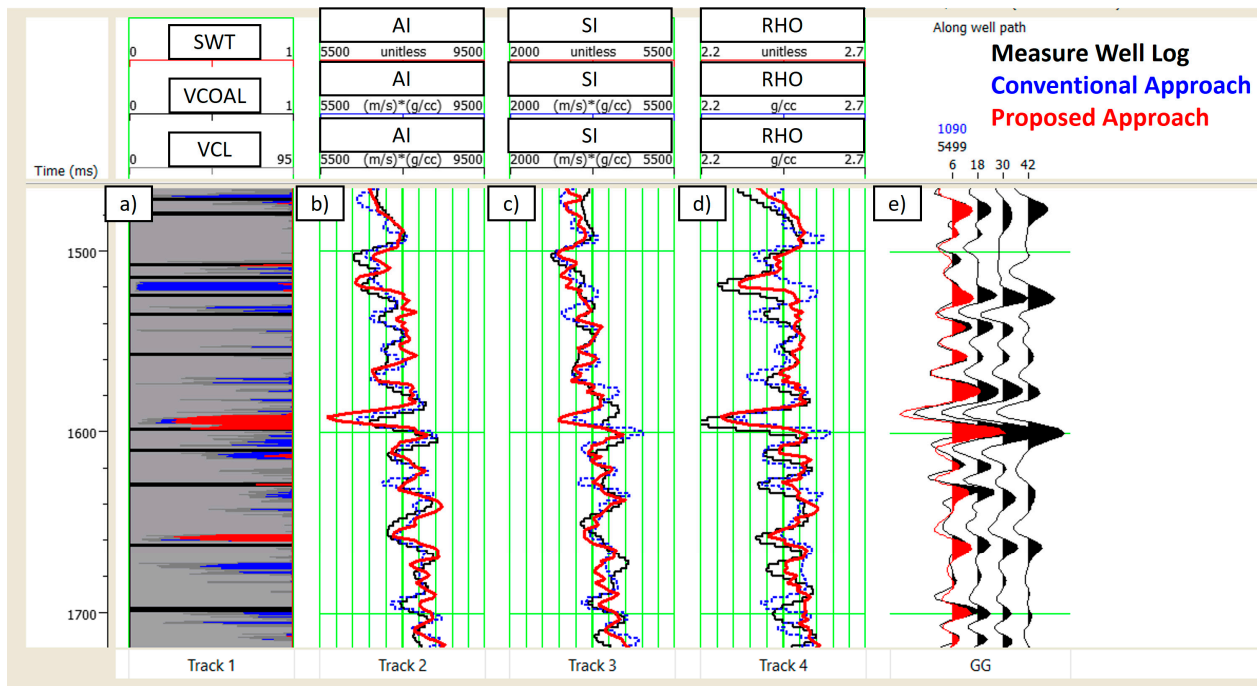 Along well path
Measure Well Log
Conventional Approach
Proposed Approach
SWT
0 1
VCOAL
0 1
VCL
0 95
AI
5500 unitless 9500
AI
5500 (m/s)*(g/cc) 9500
AI
5500 (m/s)*(g/cc) 9500
SI
2000 unitless 5500
SI
2000 (m/s)*(g/cc) 5500
SI
2000 (m/s)*(g/cc) 5500
RHO
2.2 unitless 2.7
RHO
2.2 g/cc 2.7
RHO
2.2 g/cc 2.7
1090
5499
6 18 30 42
Time (ms)
a) b) c) d) e)
1500
1600
1700
Track 1 Track 2 Track 3 Track 4 GG